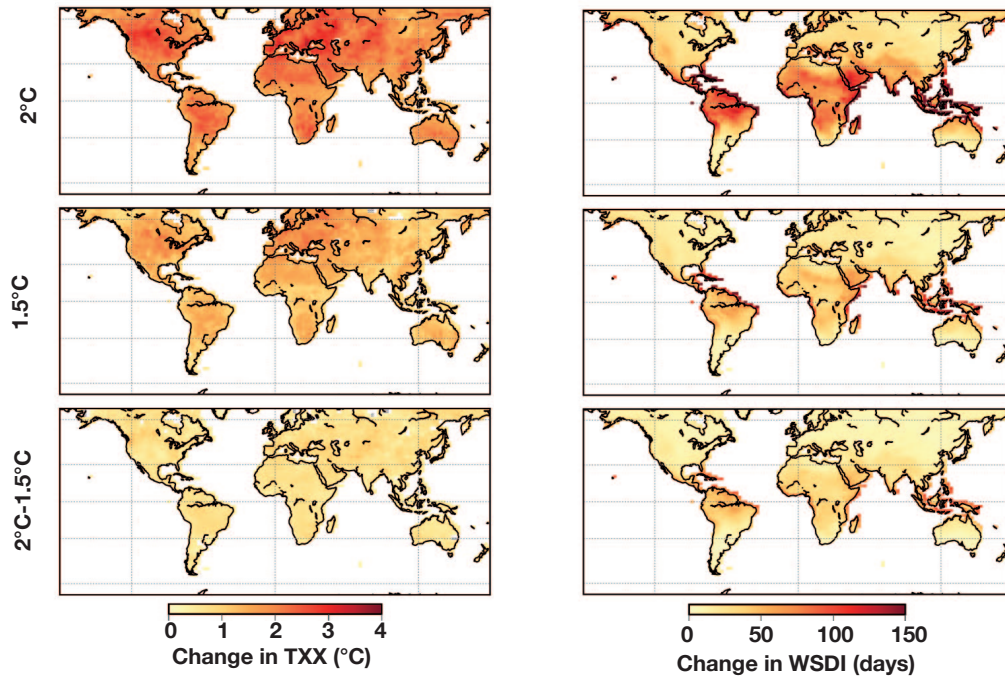 2°C
1.5°C
2°C–1.5°C
0 1 2 3 4
Change in TXX (°C)
0 50 100 150
Change in WSDI (days)